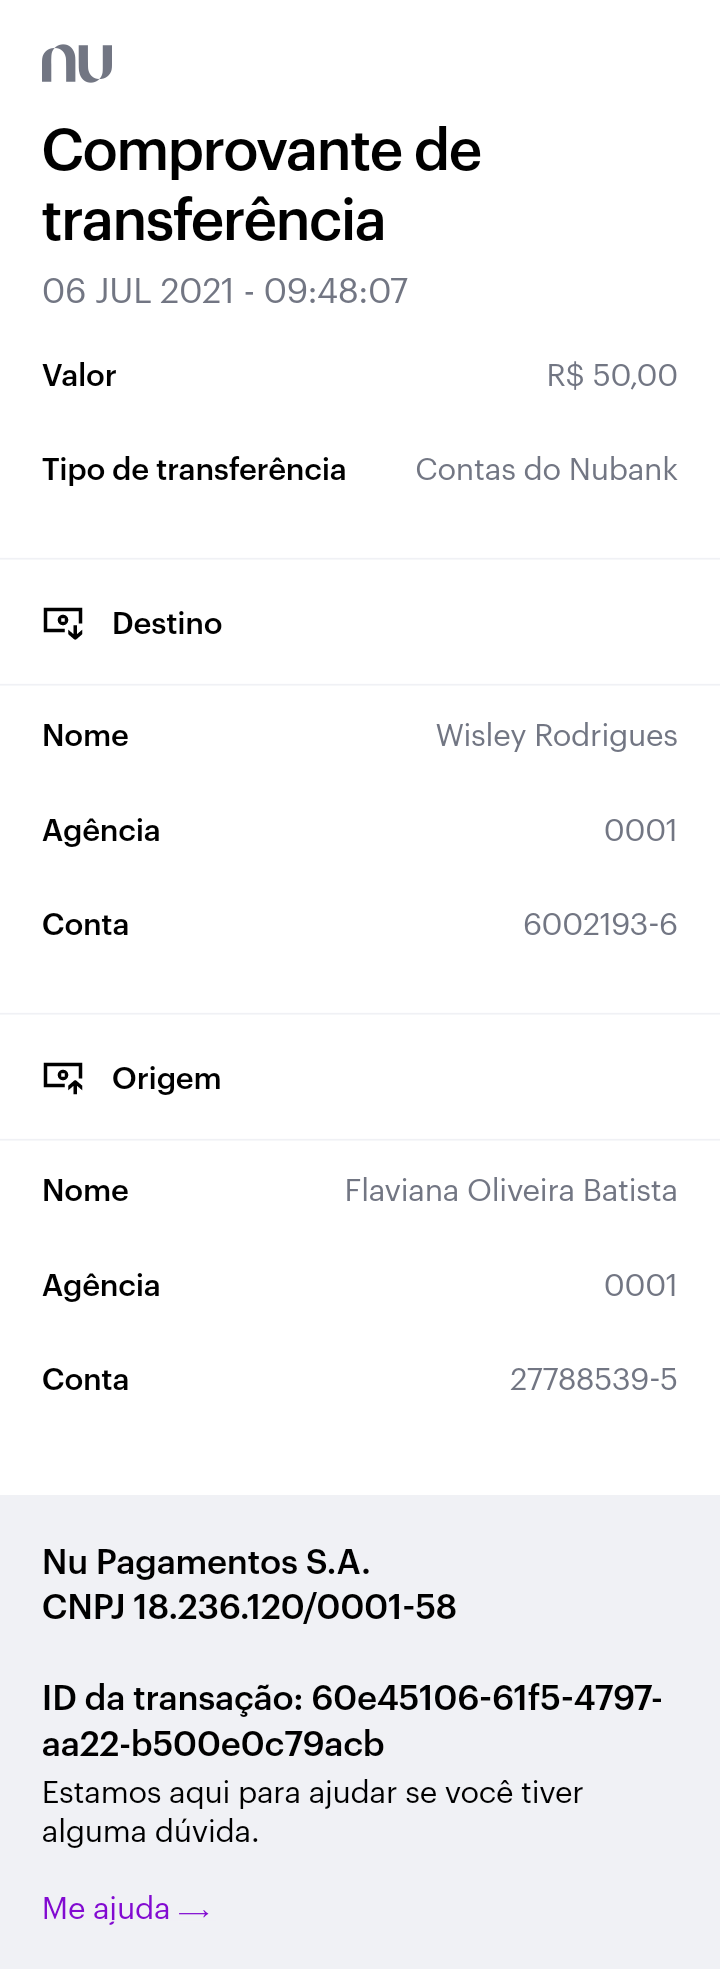 nu
Comprovante de
transferência
06 JUL 2021 - 09:48:07
Valor R$ 50,00
Tipo de transferência Contas do Nubank
Destino
Nome Wisley Rodrigues
Agência 0001
Conta 6002193-6
Origem
Nome Flaviana Oliveira Batista
Agência 0001
Conta 27788539-5
Nu Pagamentos S.A.
CNPJ 18.236.120/0001-58
ID da transação: 60e45106-61f5-4797-
aa22-b500e0c79acb
Estamos aqui para ajudar se você tiver
alguma dúvida.
Me ajuda →